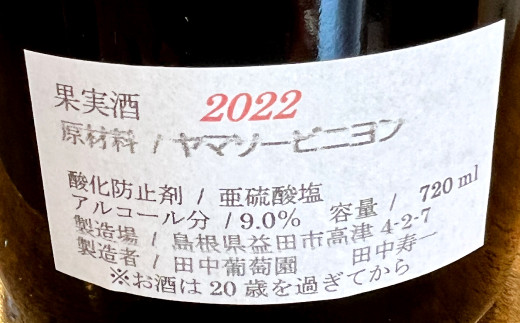 果実酒 2022
原材料 / ヤマソービニヨン
酸化防止剤 / 亜硫酸塩
アルコール分 / 9.0% 容量 / 720ml
製造場 / 島根県益田市高津 4-2-7
製造者 / 田中葡萄園 田中寿一
※お酒は20歳を過ぎてから